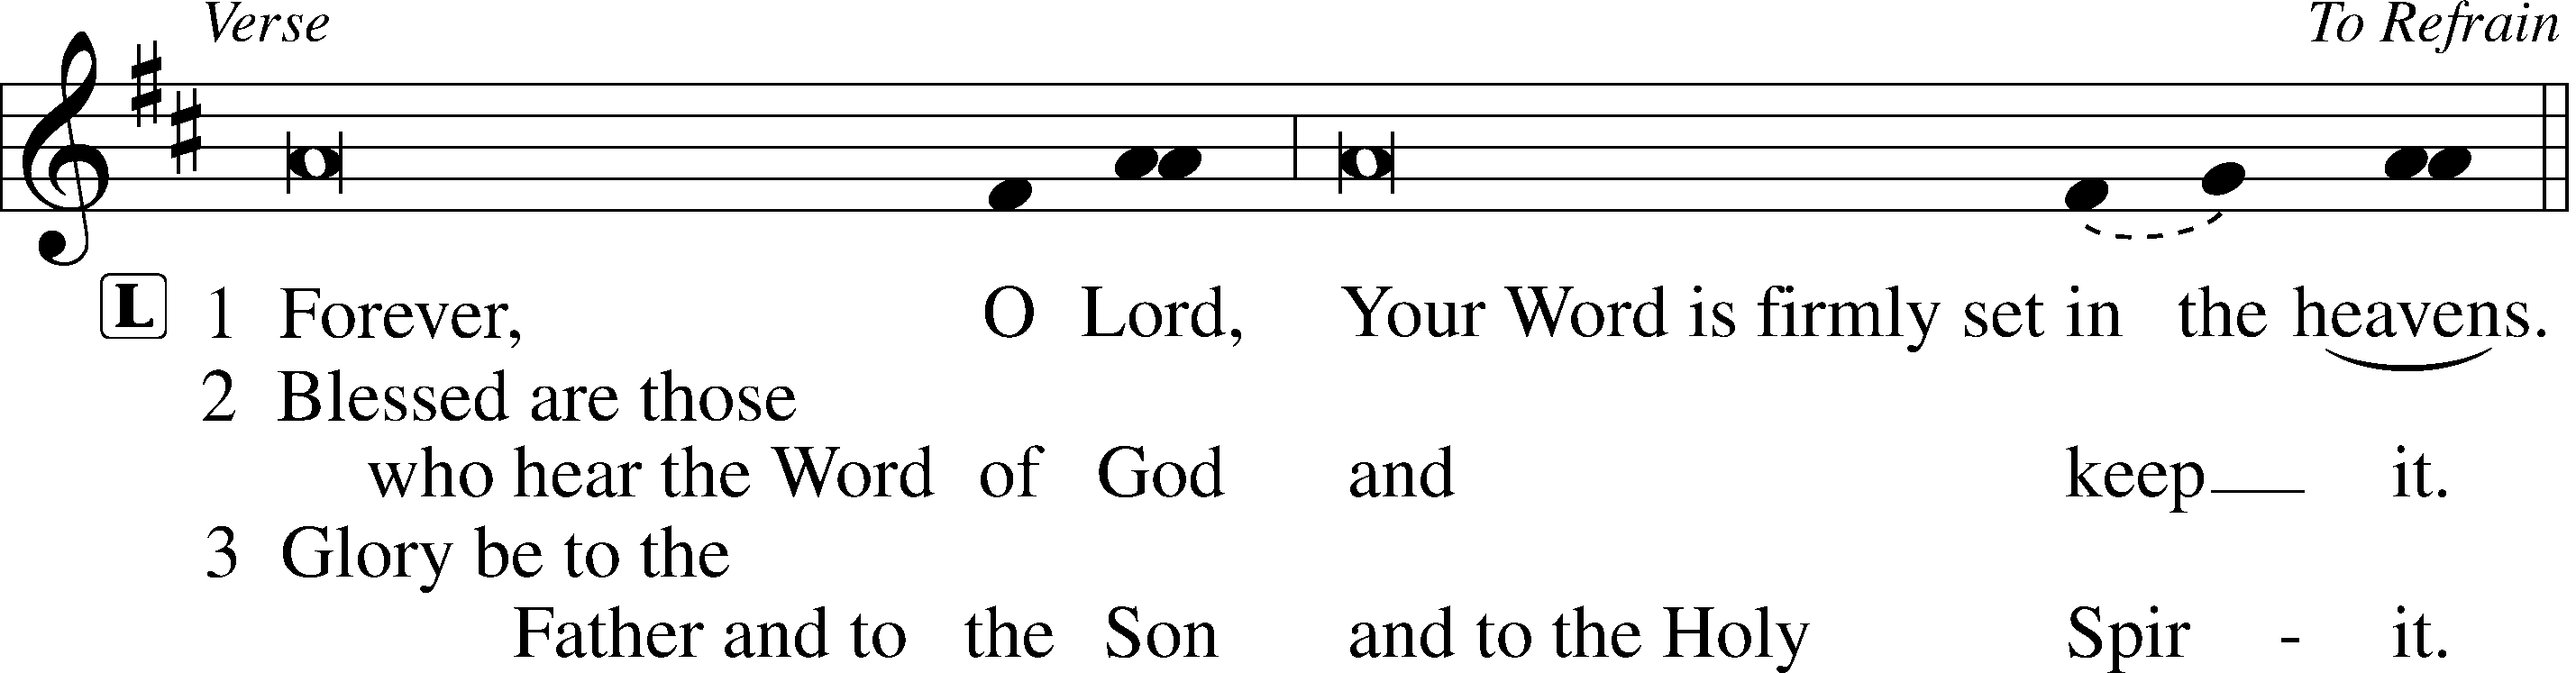 Verse To Refrain
L 1 Forever, O Lord, Your Word is firmly set in the heavens.
2 Blessed are those
who hear the Word of God and keep it.
3 Glory be to the
Father and to the Son and to the Holy Spir - it.